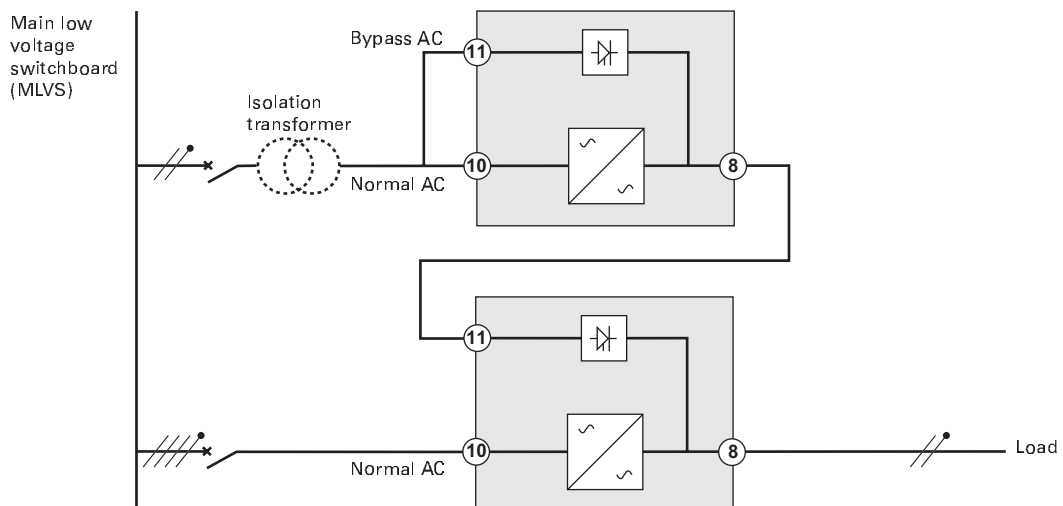 Main low
voltage
switchboard
(MLVS)
Bypass AC
11
Isolation
transformer
10
8
Normal AC
11
10
8
Load
Normal AC